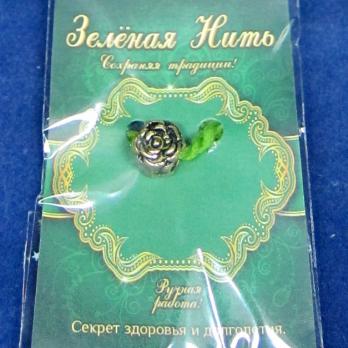 Зелёная Нить
Сохраняя традиции!
Ручная
работа!
Секрет здоровья и долголетия.